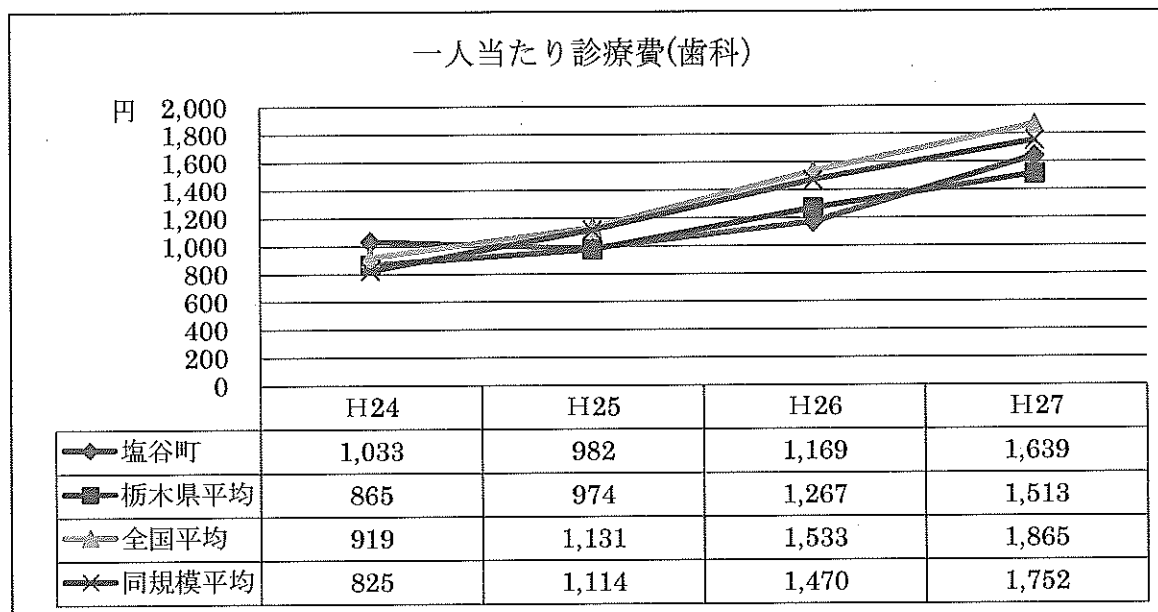 一人当たり診療費(歯科)
円 2,000
1,800
1,600
1,400
1,200
1,000
800
600
400
200
0
H24 H25 H26 H27
塩谷町 1,033 982 1,169 1,639
栃木県平均 865 974 1,267 1,513
全国平均 919 1,131 1,533 1,865
同規模平均 825 1,114 1,470 1,752